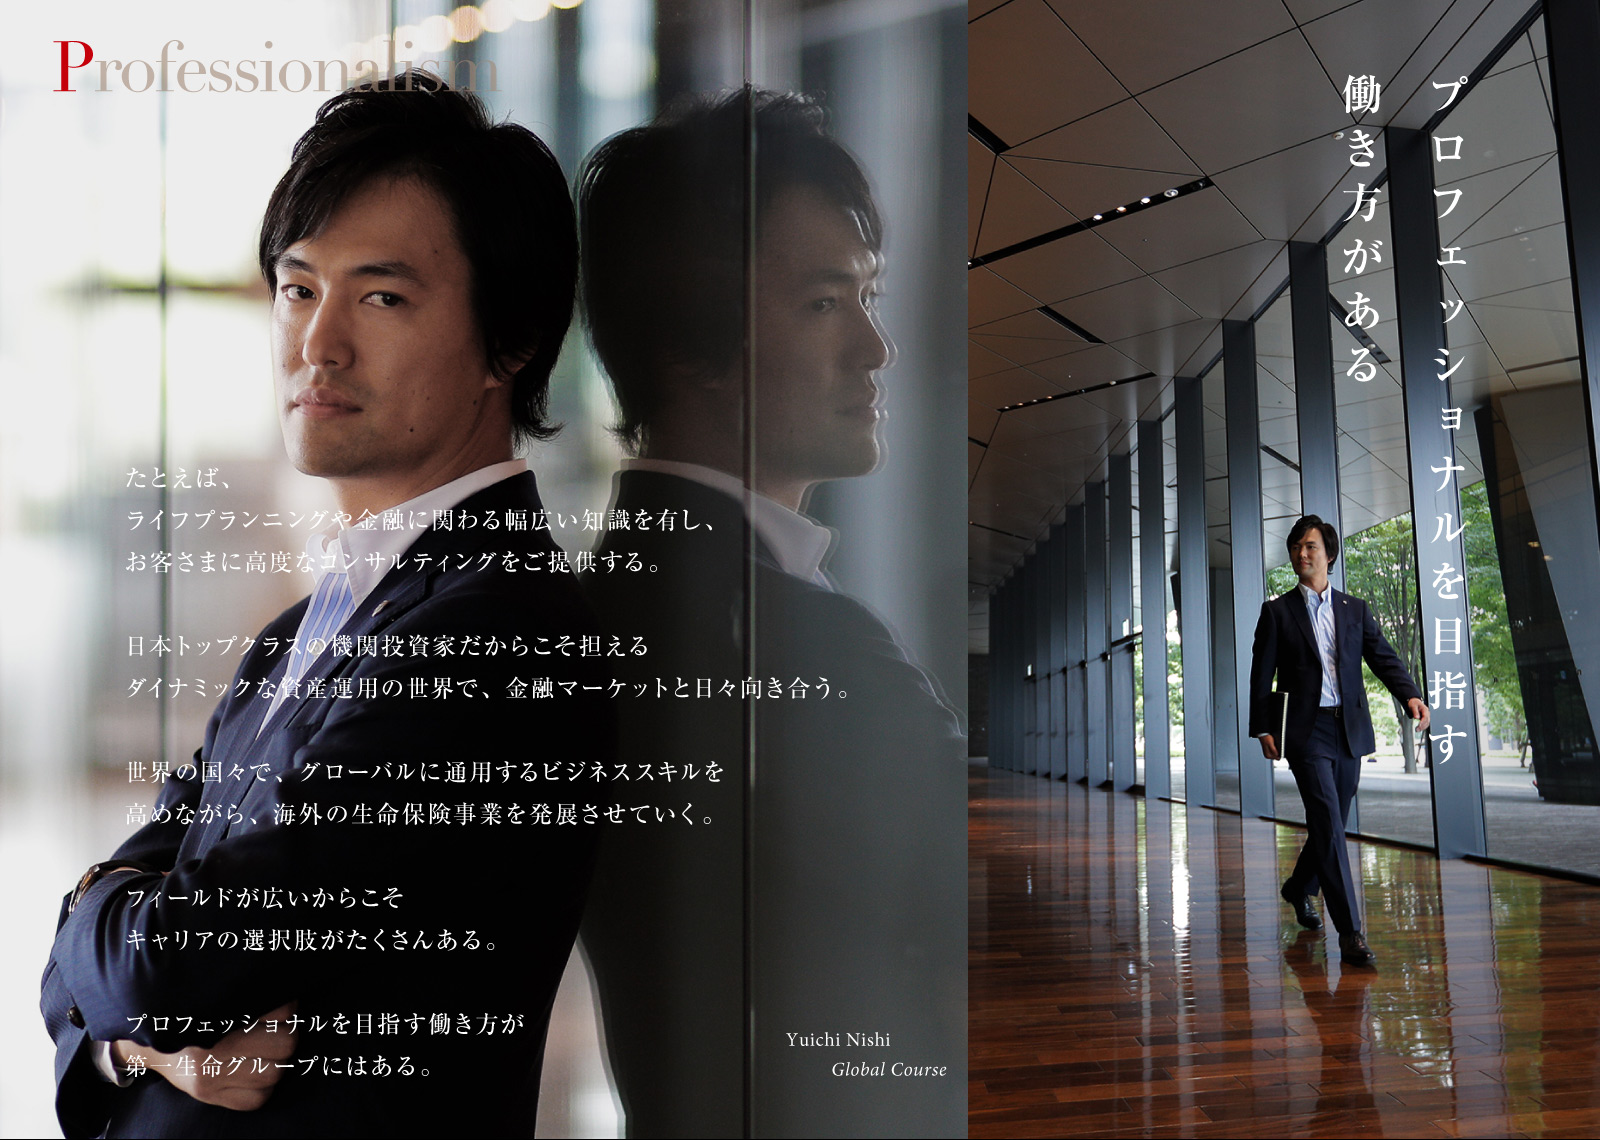 Professionalism
プロフェッショナルを目指す
働き方がある
たとえば、
ライフプランニングや金融に関わる幅広い知識を有し、
お客さまに高度なコンサルティングをご提供する。
日本トップクラスの機関投資家だからこそ担える
ダイナミックな資産運用の世界で、金融マーケットと日々向き合う。
世界の国々で、グローバルに通用するビジネススキルを
高めながら、海外の生命保険事業を発展させていく。
フィールドが広いからこそ
キャリアの選択肢がたくさんある。
プロフェッショナルを目指す働き方が
第一生命グループにはある。
Yuichi Nishi
Global Course